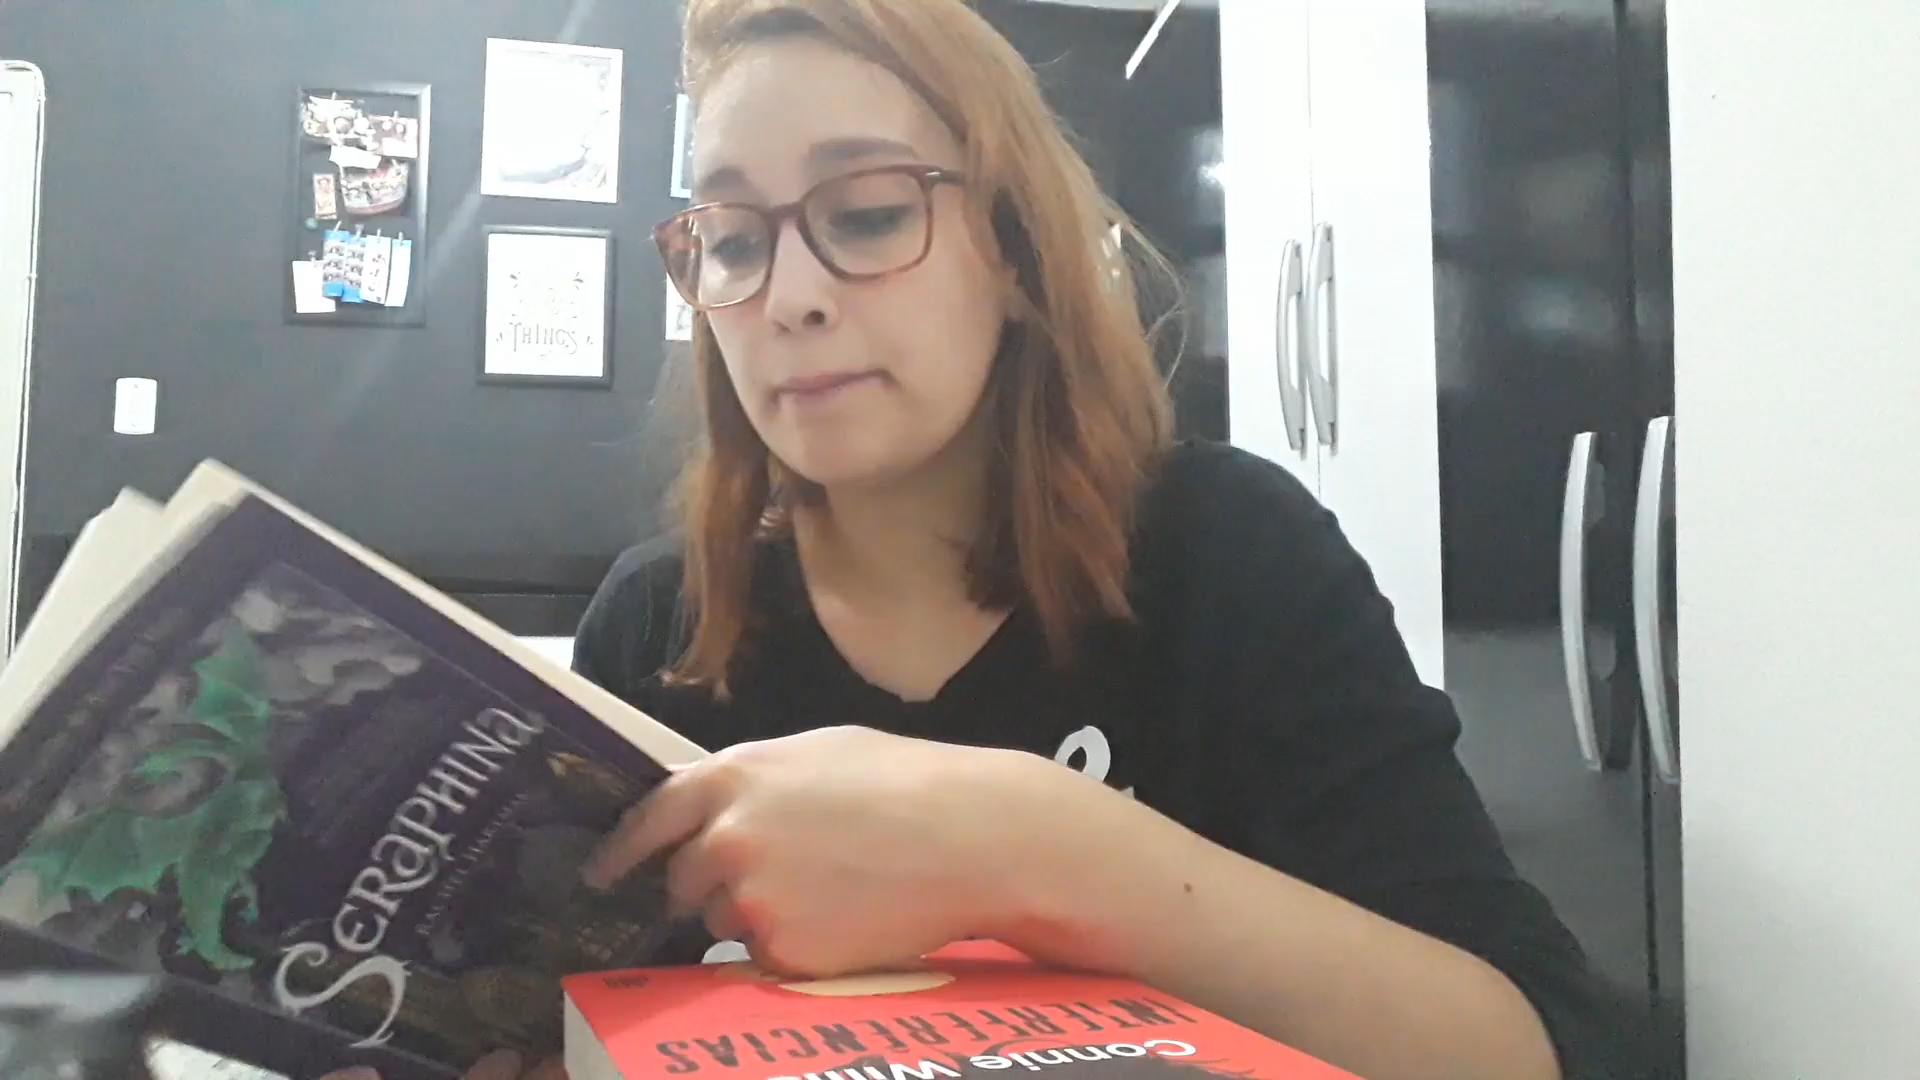 THINGS
SERAPHINA
RACHEL HARTMAN
INTERFERÊNCIAS
Connie Willis